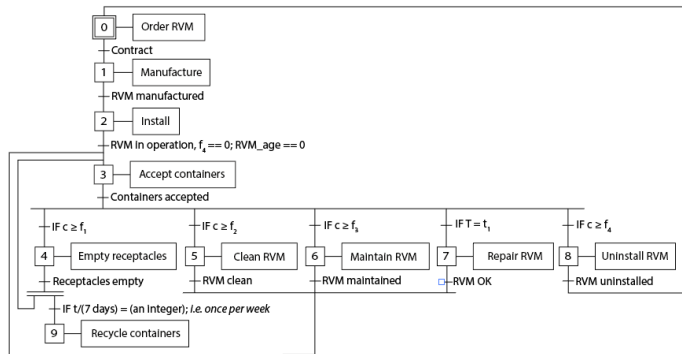 0 Order RVM
Contract
1 Manufacture
RVM manufactured
2 Install
RVM in operation, f4 == 0; RVM_age == 0
3 Accept containers
Containers accepted
IF c ≥ f1 IF c ≥ f2 IF c ≥ f3 IF T = t1 IF c ≥ f4
4 Empty receptacles 5 Clean RVM 6 Maintain RVM 7 Repair RVM 8 Uninstall RVM
Receptacles empty RVM clean RVM maintained RVM OK RVM uninstalled
IF t/(7 days) = (an Integer); i.e. once per week
9 Recycle containers